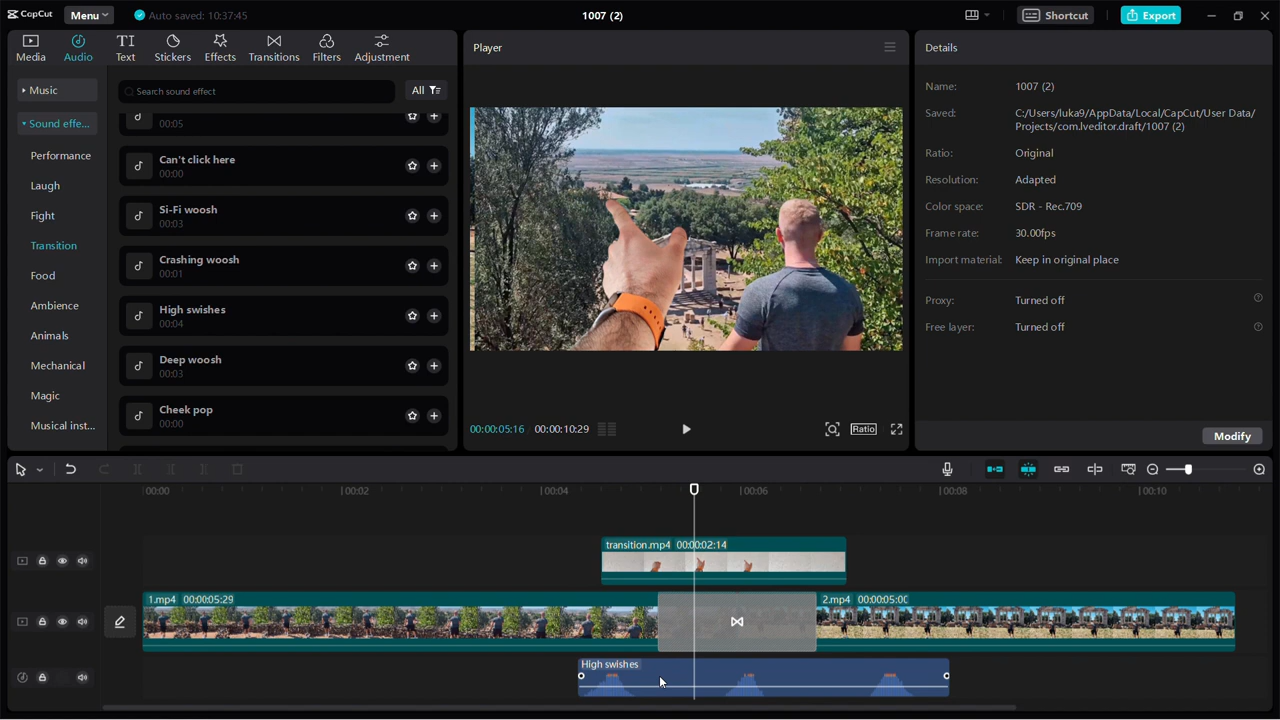 CapCut
Menu
Auto saved: 10:37:45
1007 (2)
Shortcut
Export
Media
Audio
Text
Stickers
Effects
Transitions
Filters
Adjustment
Music
Sound effe...
Performance
Laugh
Fight
Transition
Food
Ambience
Animals
Mechanical
Magic
Musical inst...
Search sound effect
All
00:05
Can't click here
00:00
Si-Fi woosh
00:03
Crashing woosh
00:01
High swishes
00:04
Deep woosh
00:03
Cheek pop
00:00
Player
00:00:05:16 00:00:10:29
Ratio
Details
Name: 1007 (2)
Saved: C:/Users/luka9/AppData/Local/CapCut/User Data/
Projects/com.lveditor.draft/1007 (2)
Ratio: Original
Resolution: Adapted
Color space: SDR - Rec.709
Frame rate: 30.00fps
Import material: Keep in original place
Proxy: Turned off
Free layer: Turned off
Modify
00:00 00:02 00:04 00:06 00:08 00:10
transition.mp4 00:00:02:14
1.mp4 00:00:05:29
2.mp4 00:00:05:00
High swishes